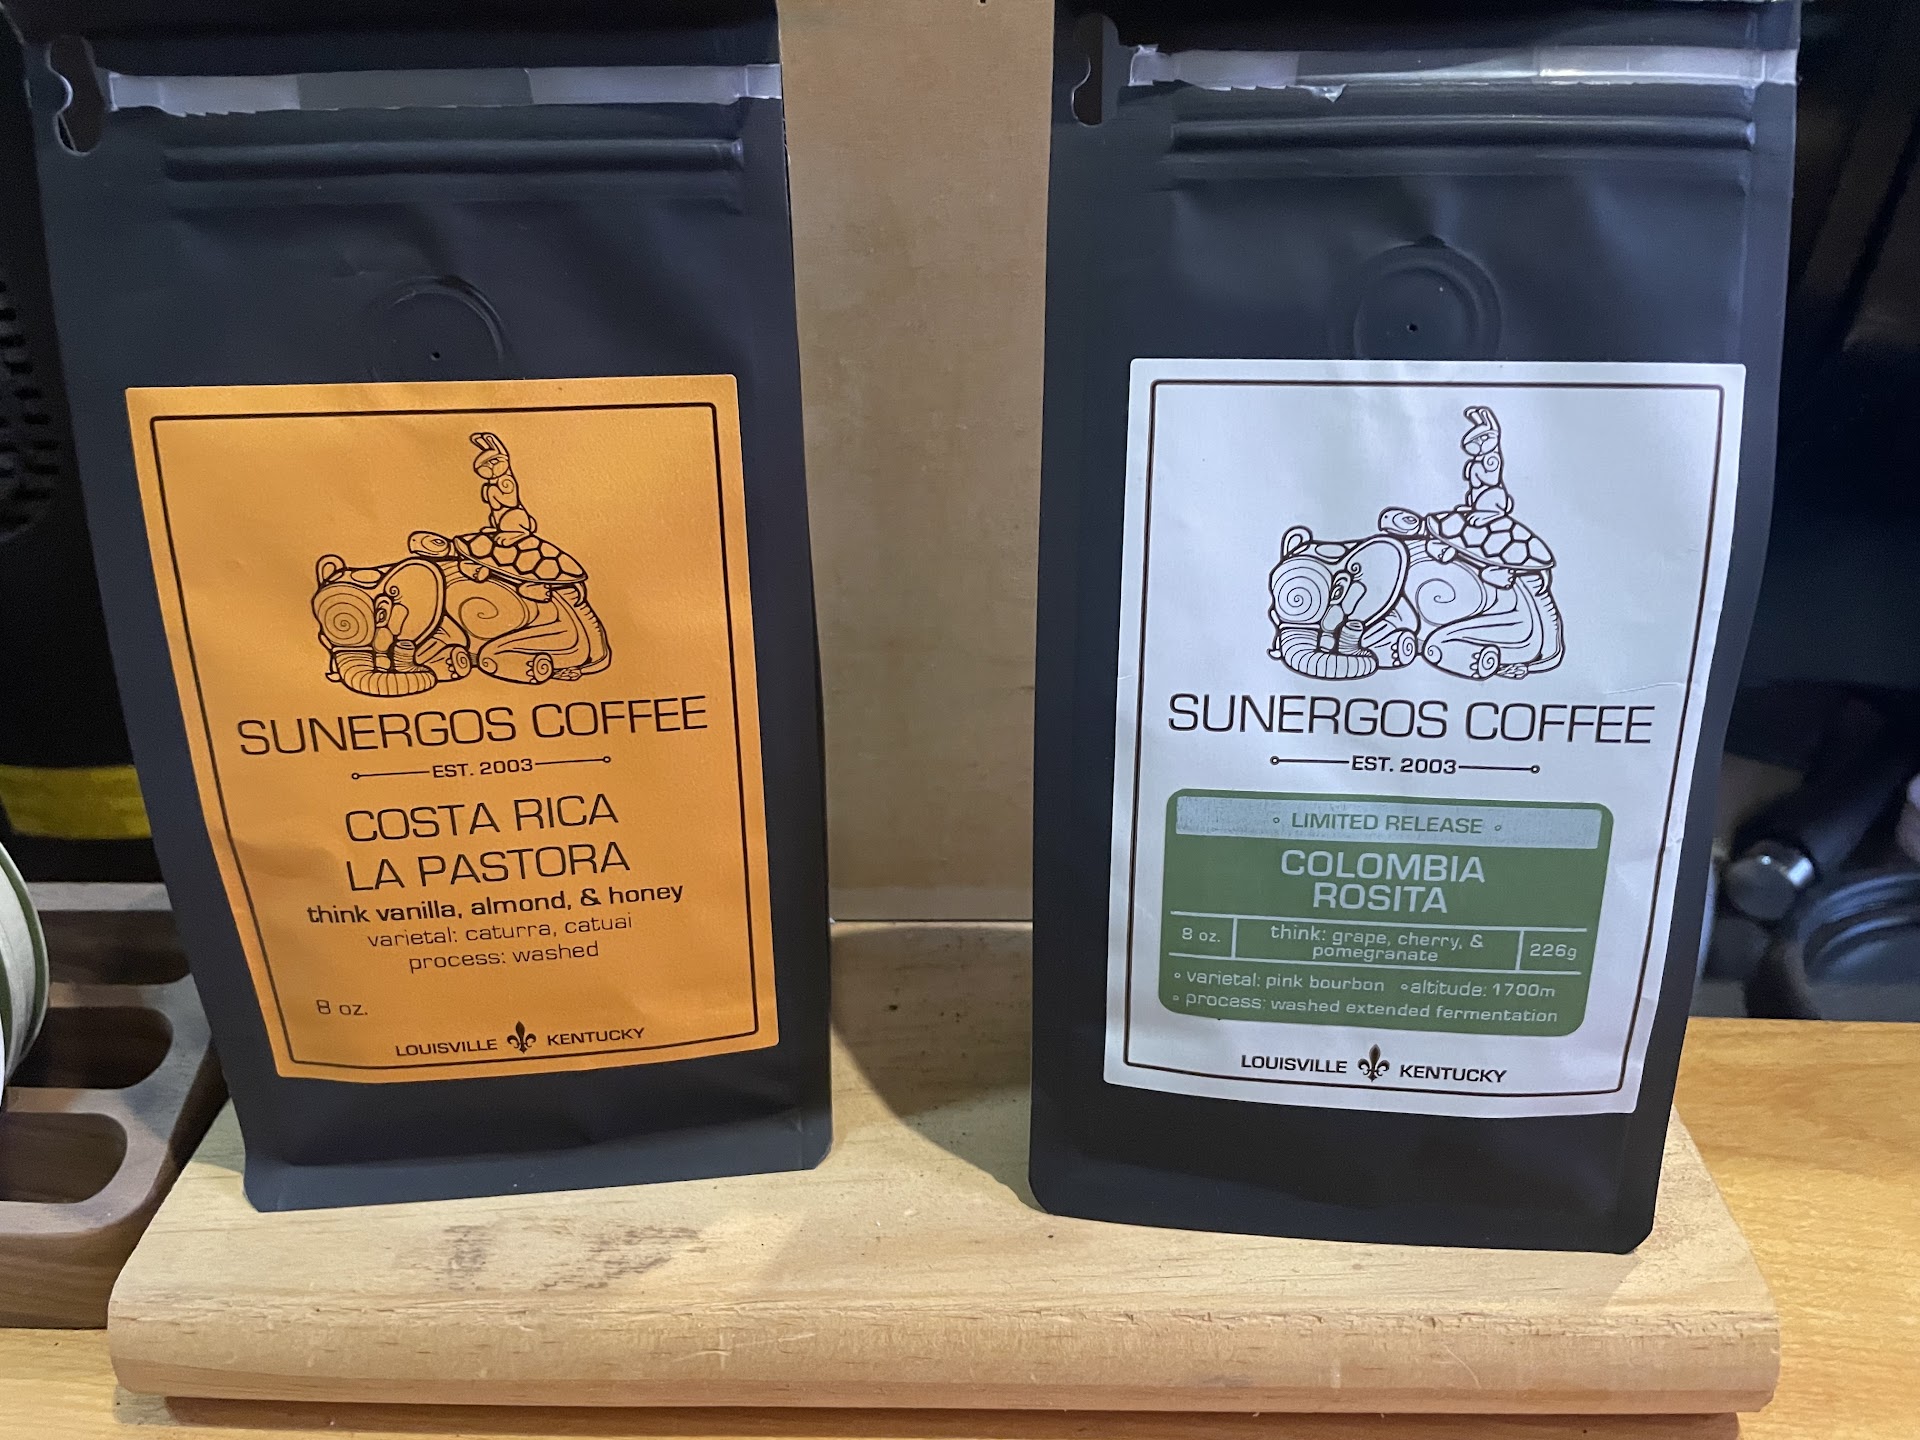 SUNERGOS COFFEE
EST. 2003
COSTA RICA
LA PASTORA
think vanilla, almond, & honey
varietal: caturra, catuai
process: washed
8 oz.
LOUISVILLE KENTUCKY
SUNERGOS COFFEE
EST. 2003
◦ LIMITED RELEASE ◦
COLOMBIA
ROSITA
8 oz.
think: grape, cherry, &
pomegranate
226g
◦ varietal: pink bourbon ◦ altitude: 1700m
◦ process: washed extended fermentation
LOUISVILLE KENTUCKY